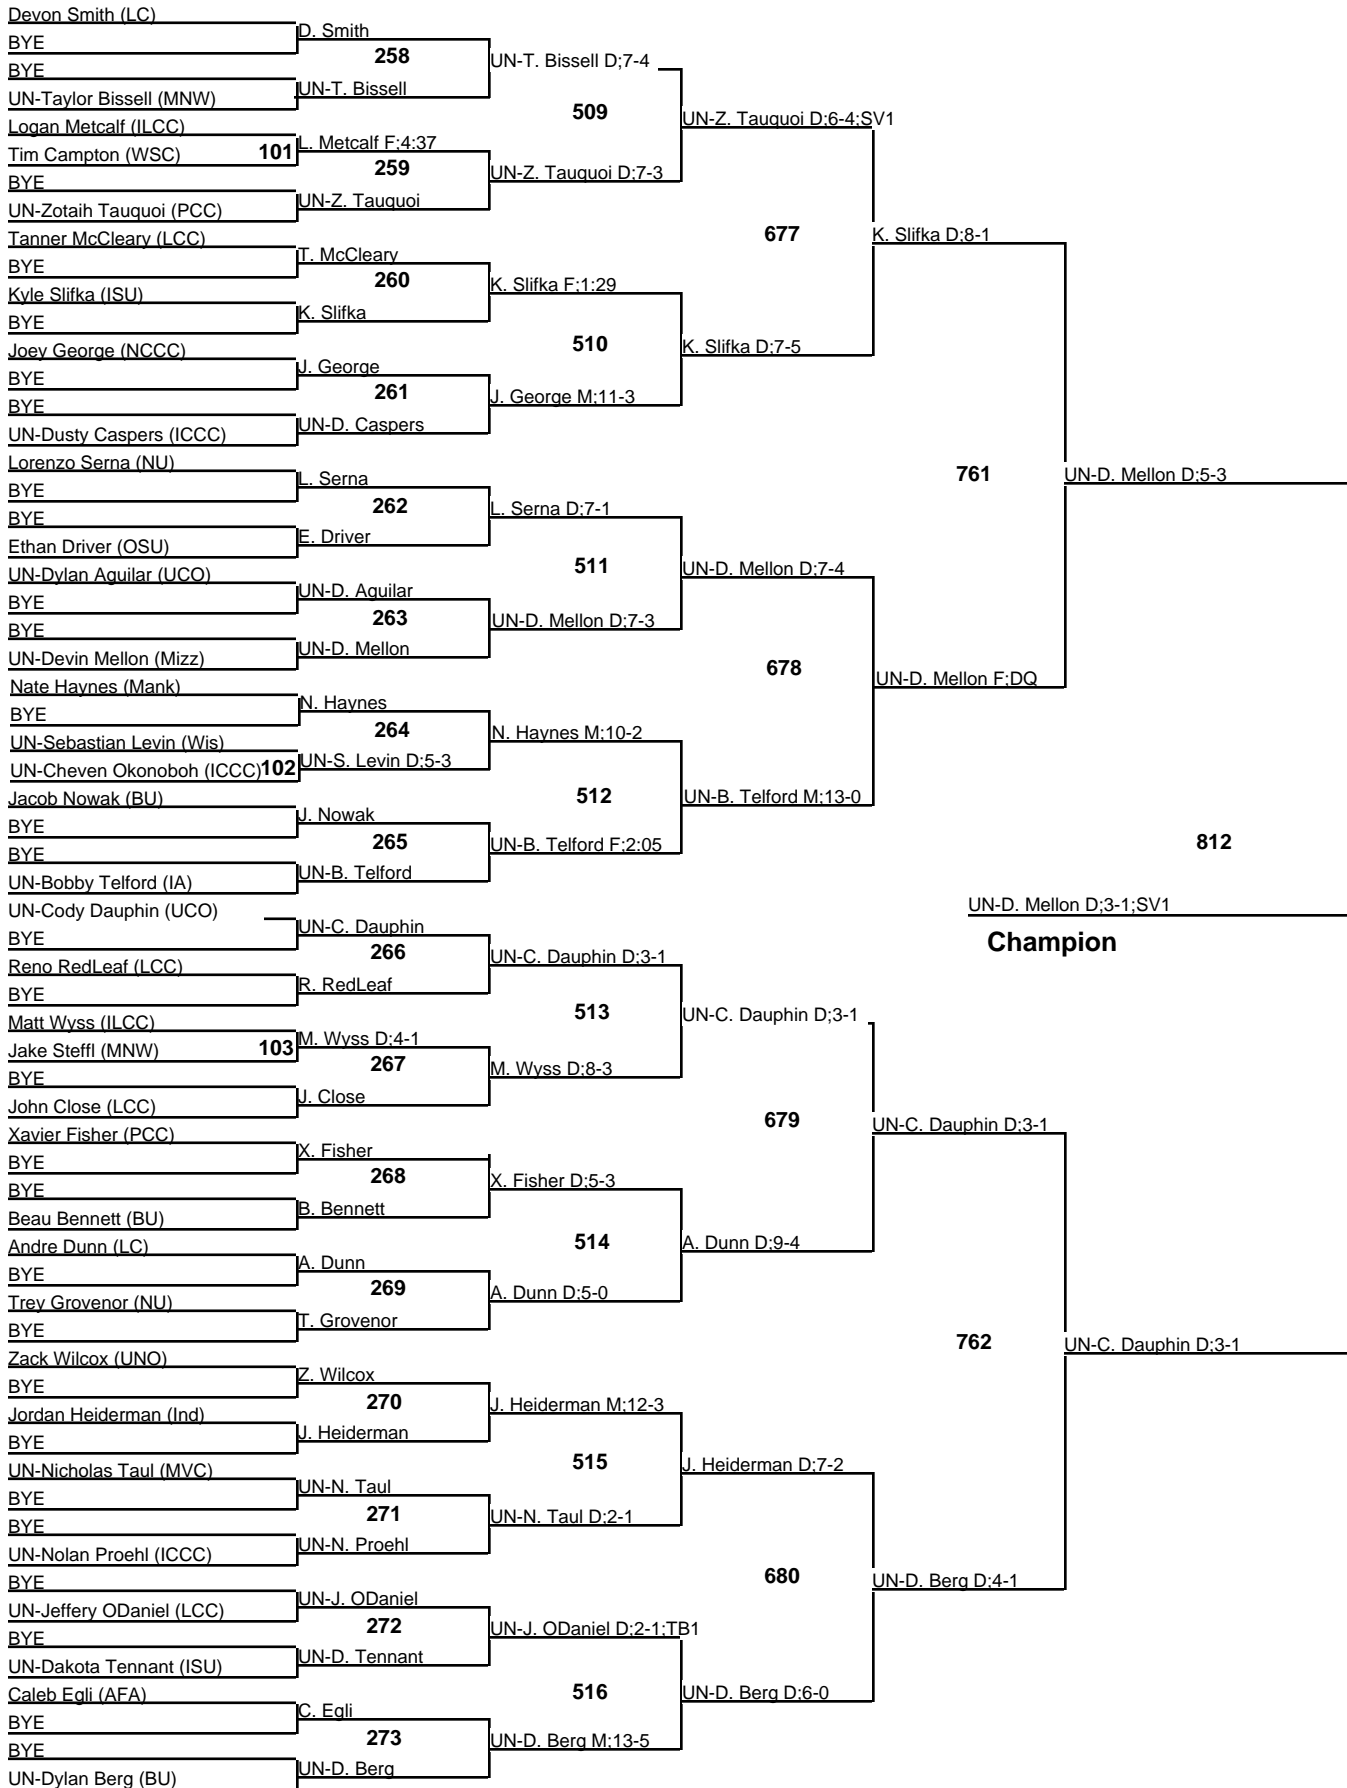 Devon Smith (LC)
BYE
BYE
UN-Taylor Bissell (MNW)
Logan Metcalf (ILCC)
Tim Campton (WSC) 101
BYE
UN-Zotaih Tauquoi (PCC)
Tanner McCleary (LCC)
BYE
Kyle Slifka (ISU)
BYE
Joey George (NCCC)
BYE
BYE
UN-Dusty Caspers (ICCC)
Lorenzo Serna (NU)
BYE
BYE
Ethan Driver (OSU)
UN-Dylan Aguilar (UCO)
BYE
BYE
UN-Devin Mellon (Mizz)
Nate Haynes (Mank)
BYE
UN-Sebastian Levin (Wis)
UN-Cheven Okonoboh (ICCC) 102
Jacob Nowak (BU)
BYE
BYE
UN-Bobby Telford (IA)
UN-Cody Dauphin (UCO)
BYE
Reno RedLeaf (LCC)
BYE
Matt Wyss (ILCC)
Jake Steffl (MNW) 103
BYE
John Close (LCC)
Xavier Fisher (PCC)
BYE
BYE
Beau Bennett (BU)
Andre Dunn (LC)
BYE
Trey Grovenor (NU)
BYE
Zack Wilcox (UNO)
BYE
Jordan Heiderman (Ind)
BYE
UN-Nicholas Taul (MVC)
BYE
BYE
UN-Nolan Proehl (ICCC)
BYE
UN-Jeffery ODaniel (LCC)
BYE
UN-Dakota Tennant (ISU)
Caleb Egli (AFA)
BYE
BYE
UN-Dylan Berg (BU)
D. Smith
258
UN-T. Bissell
L. Metcalf F;4:37
259
UN-Z. Tauquoi
T. McCleary
260
K. Slifka
J. George
261
UN-D. Caspers
L. Serna
262
E. Driver
UN-D. Aguilar
263
UN-D. Mellon
N. Haynes
264
UN-S. Levin D;5-3
J. Nowak
265
UN-B. Telford
UN-C. Dauphin
266
R. RedLeaf
M. Wyss D;4-1
267
J. Close
X. Fisher
268
B. Bennett
A. Dunn
269
T. Grovenor
Z. Wilcox
270
J. Heiderman
UN-N. Taul
271
UN-N. Proehl
UN-J. ODaniel
272
UN-D. Tennant
C. Egli
273
UN-D. Berg
UN-T. Bissell D;7-4
509
UN-Z. Tauquoi D;7-3
K. Slifka F;1:29
510
J. George M;11-3
L. Serna D;7-1
511
UN-D. Mellon D;7-3
N. Haynes M;10-2
512
UN-B. Telford F;2:05
UN-C. Dauphin D;3-1
513
M. Wyss D;8-3
X. Fisher D;5-3
514
A. Dunn D;5-0
J. Heiderman M;12-3
515
UN-N. Taul D;2-1
UN-J. ODaniel D;2-1;TB1
516
UN-D. Berg M;13-5
UN-Z. Tauquoi D;6-4;SV1
677
K. Slifka D;7-5
UN-D. Mellon D;7-4
678
UN-B. Telford M;13-0
UN-C. Dauphin D;3-1
679
A. Dunn D;9-4
J. Heiderman D;7-2
680
UN-D. Berg D;6-0
K. Slifka D;8-1
761
UN-D. Mellon F;DQ
UN-C. Dauphin D;3-1
762
UN-D. Berg D;4-1
UN-D. Mellon D;5-3
812
UN-C. Dauphin D;3-1
UN-D. Mellon D;3-1;SV1
Champion